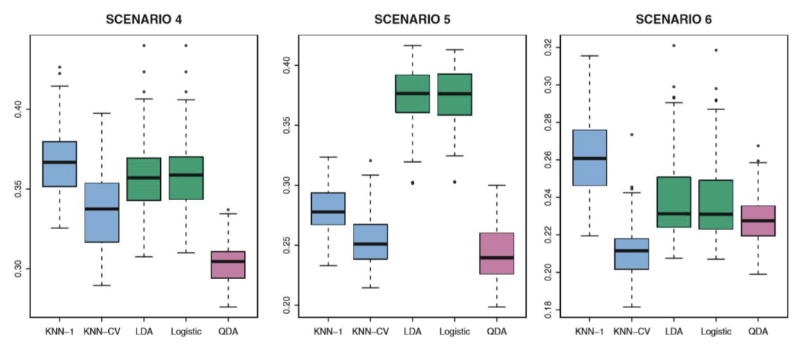 SCENARIO 4
0.40
0.35
0.30
KNN−1 KNN−CV LDA Logistic QDA
SCENARIO 5
0.40
0.35
0.30
0.25
0.20
KNN−1 KNN−CV LDA Logistic QDA
SCENARIO 6
0.32
0.28
0.26
0.24
0.22
0.20
0.18
KNN−1 KNN−CV LDA Logistic QDA